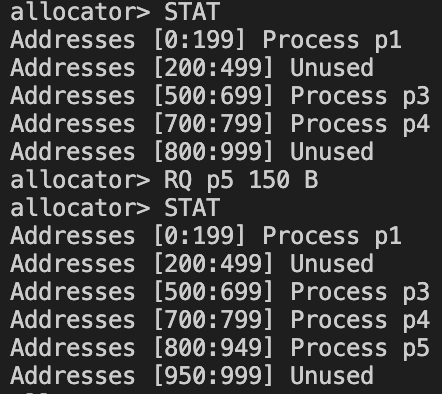 allocator> STAT
Addresses [0:199] Process p1
Addresses [200:499] Unused
Addresses [500:699] Process p3
Addresses [700:799] Process p4
Addresses [800:999] Unused
allocator> RQ p5 150 B
allocator> STAT
Addresses [0:199] Process p1
Addresses [200:499] Unused
Addresses [500:699] Process p3
Addresses [700:799] Process p4
Addresses [800:949] Process p5
Addresses [950:999] Unused